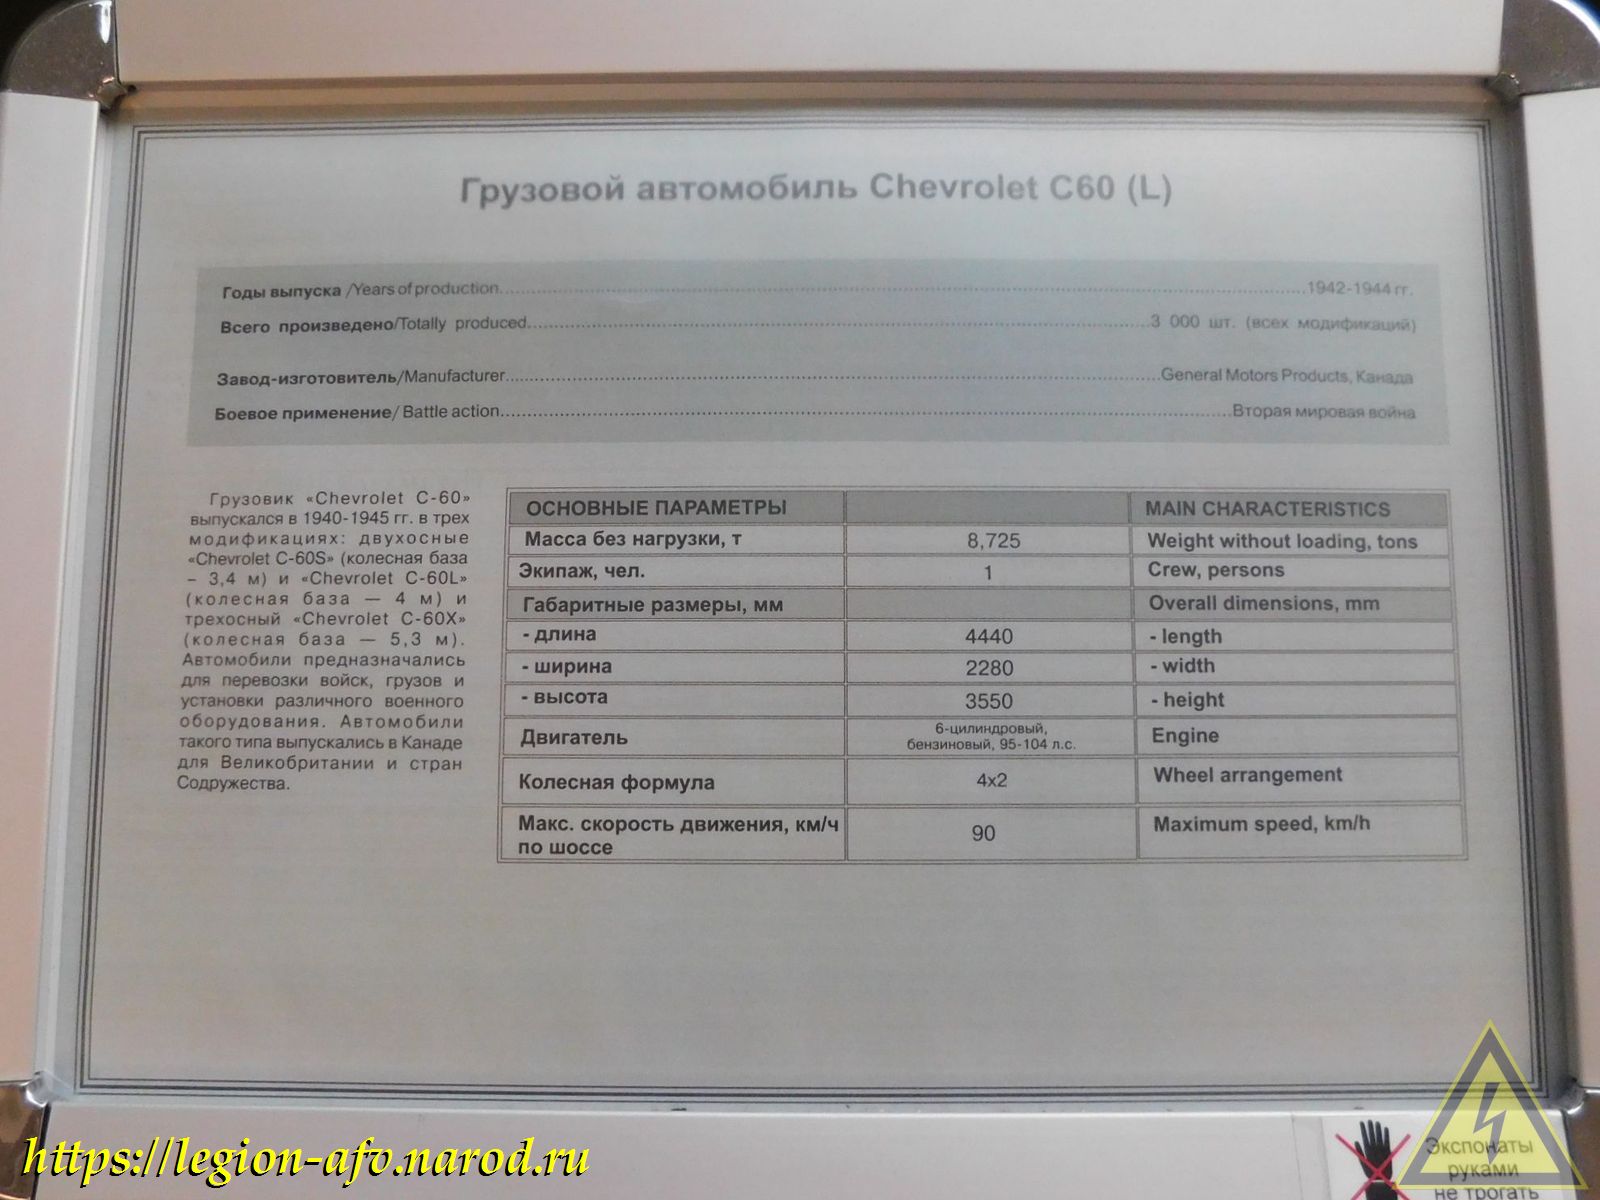 Грузовой автомобиль Chevrolet C60 (L)
Годы выпуска /Years of production 1942-1944 гг.
Всего произведено/Totally produced 3 000 шт. (всех модификаций)
Завод-изготовитель/Manufacturer General Motors Products, Канада
Боевое применение/ Battle action Вторая мировая война
Грузовик «Chevrolet C-60»
выпускался в 1940-1945 гг. в трех
модификациях: двухосные
«Chevrolet C-60S» (колесная база
– 3,4 м) и «Chevrolet C-60L»
(колесная база — 4 м) и
трехосный «Chevrolet C-60X»
(колесная база — 5,3 м).
Автомобили предназначались
для перевозки войск, грузов и
установки различного военного
оборудования. Автомобили
такого типа выпускались в Канаде
для Великобритании и стран
Содружества.
ОСНОВНЫЕ ПАРАМЕТРЫ MAIN CHARACTERISTICS
Масса без нагрузки, т 8,725 Weight without loading, tons
Экипаж, чел. 1 Crew, persons
Габаритные размеры, мм Overall dimensions, mm
- длина 4440 - length
- ширина 2280 - width
- высота 3550 - height
Двигатель 6-цилиндровый, Engine
бензиновый, 95-104 л.с.
Колесная формула 4x2 Wheel arrangement
Макс. скорость движения, км/ч 90 Maximum speed, km/h
по шоссе
https://legion-afv.narod.ru
Экспонаты
руками
не трогать